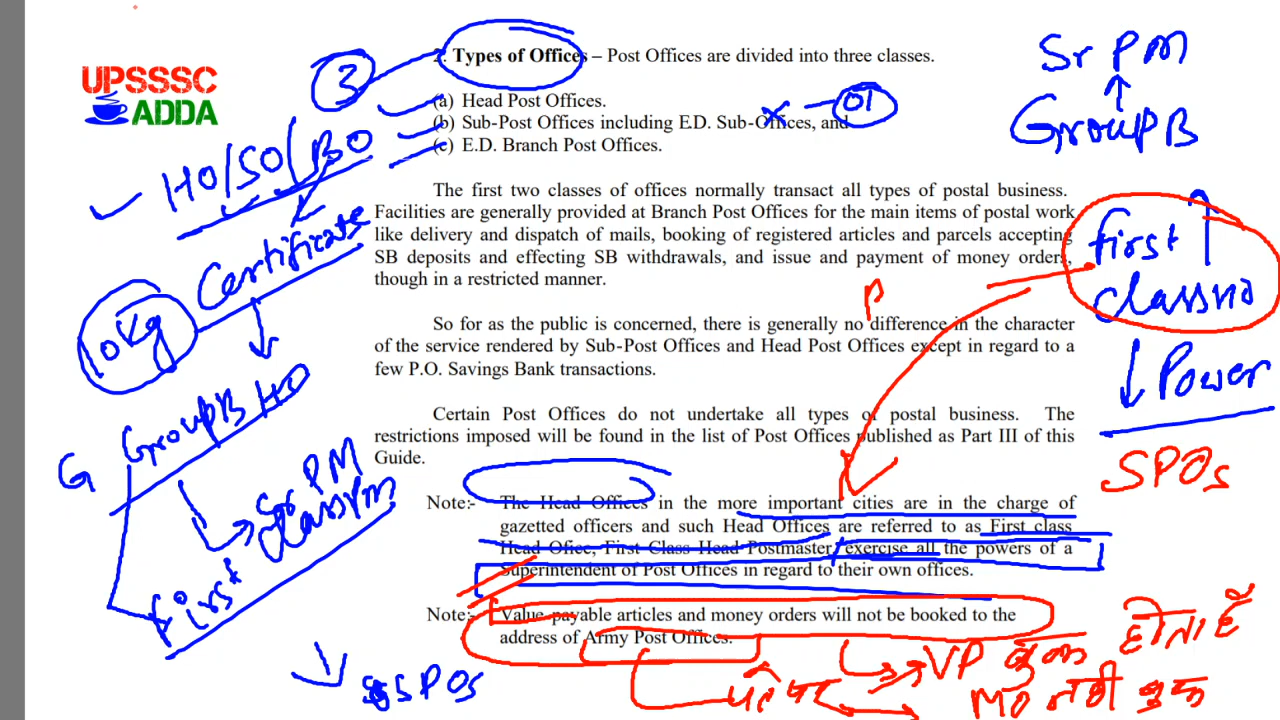 UPSSSC
ADDA
3
2. Types of Offices – Post Offices are divided into three classes.
(a) Head Post Offices.
(b) Sub-Post Offices including E.D. Sub-Offices, and
(c) E.D. Branch Post Offices.
Sr PM
Group B
HO/SO/BO
Certificate
10Kg
Group B HO
Sr PM
first class PM
SPOs
The first two classes of offices normally transact all types of postal business.
Facilities are generally provided at Branch Post Offices for the main items of postal work
like delivery and dispatch of mails, booking of registered articles and parcels accepting
SB deposits and effecting SB withdrawals, and issue and payment of money orders,
though in a restricted manner.
first
class HO
Power
SPOs
So for as the public is concerned, there is generally no difference in the character
of the service rendered by Sub-Post Offices and Head Post Offices except in regard to a
few P.O. Savings Bank transactions.
Certain Post Offices do not undertake all types of postal business. The
restrictions imposed will be found in the list of Post Offices published as Part III of this
Guide.
Note:- The Head Offices in the more important cities are in the charge of
gazetted officers and such Head Offices are referred to as First class
Head Ofiice, First Class Head Postmaster exercise all the powers of a
Superintendent of Post Offices in regard to their own offices.
Note:- Value-payable articles and money orders will not be booked to the
address of Army Post Offices.
VP बुक होता है
MO नही बुक